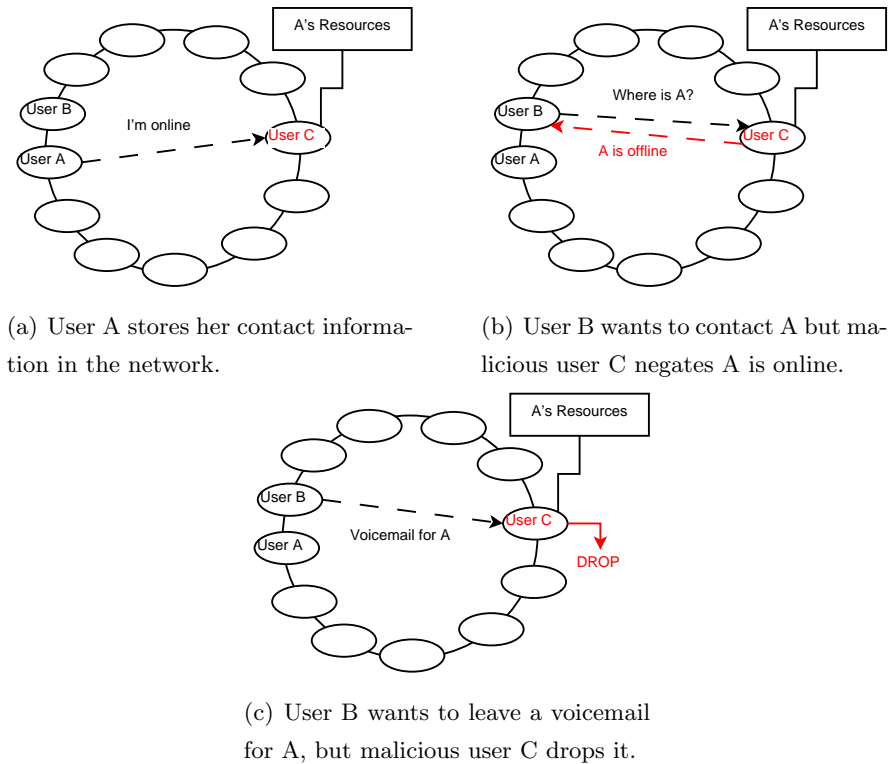 A's Resources
User B
I'm online
User C
User A
(a) User A stores her contact informa-
tion in the network.
A's Resources
Where is A?
User B
User C
A is offline
User A
(b) User B wants to contact A but ma-
licious user C negates A is online.
A's Resources
User B
User C
Voicemail for A
User A
DROP
(c) User B wants to leave a voicemail
for A, but malicious user C drops it.